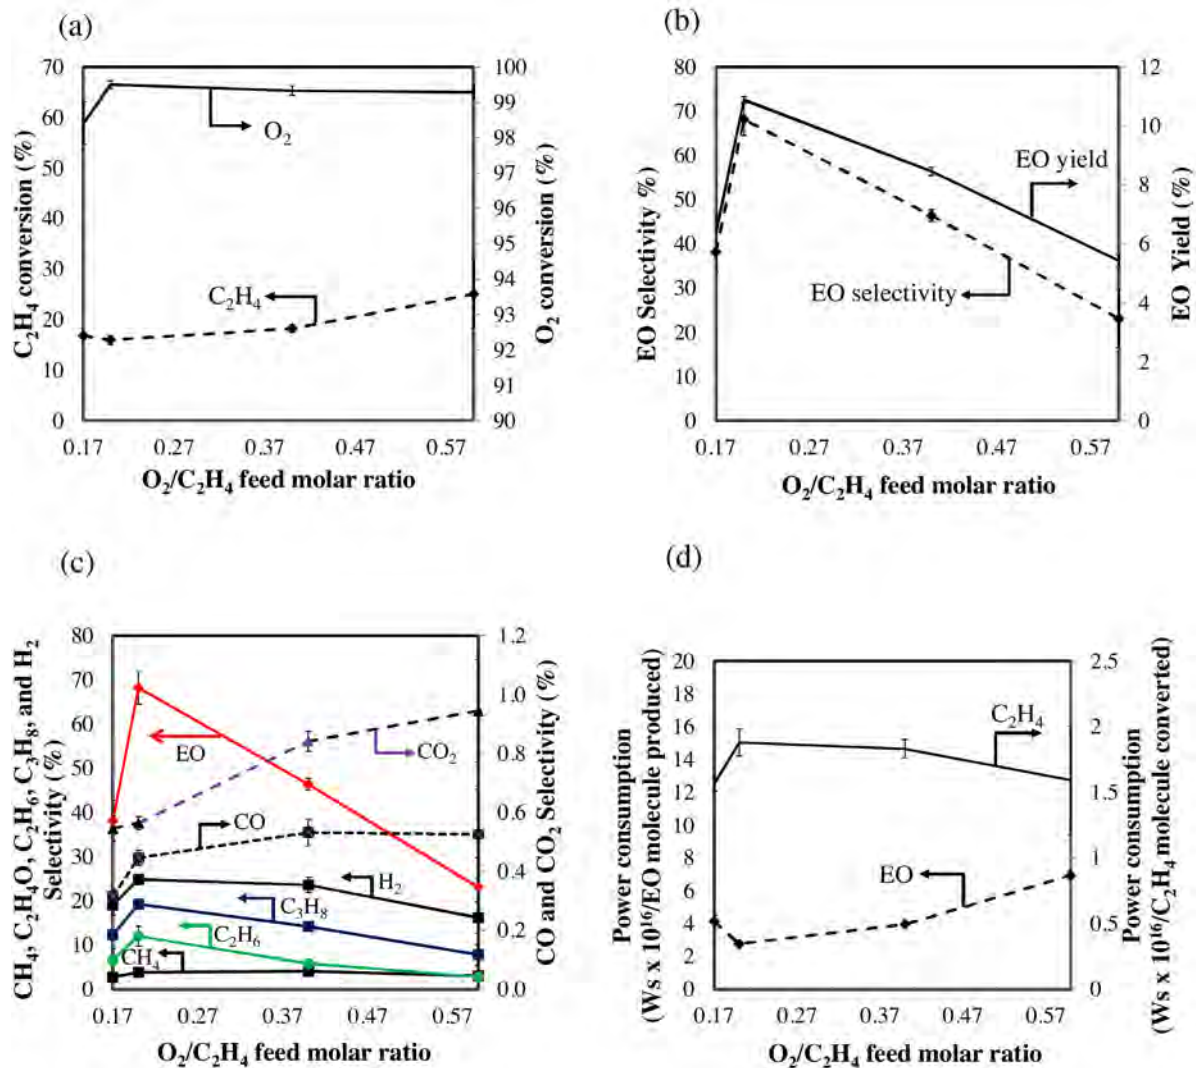 (a)
C2H4 conversion (%)
70
60
50
40
30
20
10
0
O2
C2H4
100
99
98
97
96
95
94
93
92
91
90
O2 conversion (%)
0.17 0.27 0.37 0.47 0.57
O2/C2H4 feed molar ratio
(b)
EO Selectivity %)
80
70
60
50
40
30
20
10
0
EO yield
EO selectivity
12
10
8
6
4
2
0
EO Yield (%)
0.17 0.27 0.37 0.47 0.57
O2/C2H4 feed molar ratio
(c)
CH4, C2H4O, C2H6, C3H8, and H2
Selectivity (%)
80
70
60
50
40
30
20
10
0
EO
CO2
CO
H2
C3H8
C2H6
CH4
1.2
1.0
0.8
0.6
0.4
0.2
0.0
CO and CO2 Selectivity (%)
0.17 0.27 0.37 0.47 0.57
O2/C2H4 feed molar ratio
(d)
Power consumption
(Ws x 10^16/EO molecule produced)
20
18
16
14
12
10
8
6
4
2
0
C2H4
EO
2.5
2
1.5
1
0.5
0
Power consumption
(Ws x 10^16/C2H4 molecule converted)
0.17 0.27 0.37 0.47 0.57
O2/C2H4 feed molar ratio